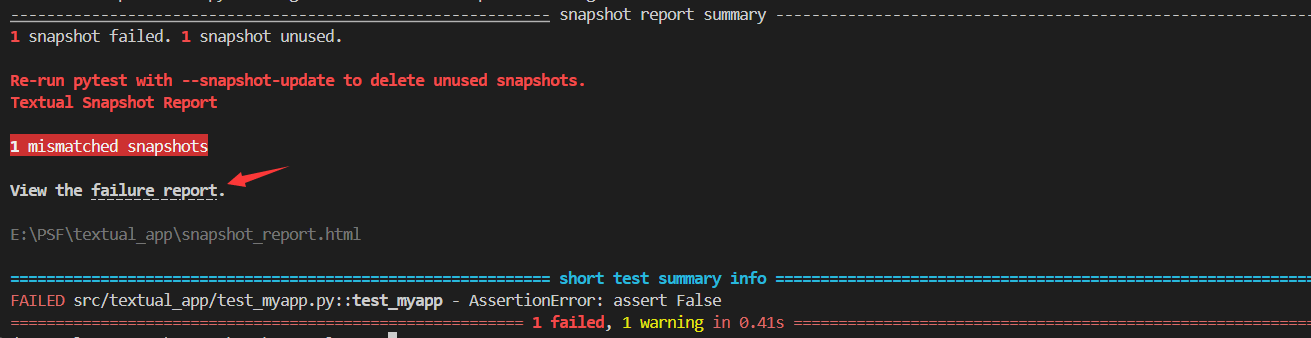 snapshot report summary
1 snapshot failed. 1 snapshot unused.
Re-run pytest with --snapshot-update to delete unused snapshots.
Textual Snapshot Report
1 mismatched snapshots
View the failure report.
E:\PSF\textual_app\snapshot_report.html
short test summary info
FAILED src/textual_app/test_myapp.py::test_myapp - AssertionError: assert False
1 failed, 1 warning in 0.41s